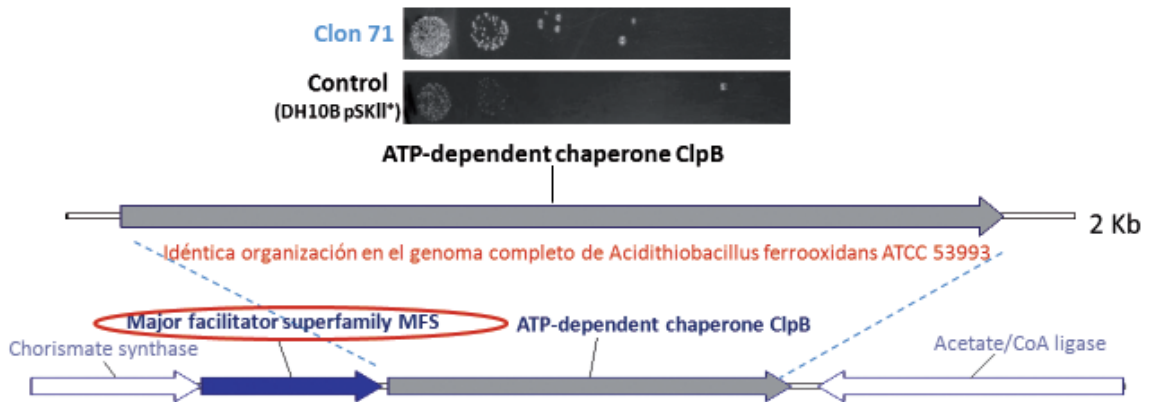 Clon 71
Control
(DH10B pSKll⁺)
ATP-dependent chaperone ClpB
2 Kb
Idéntica organización en el genoma completo de Acidithiobacillus ferrooxidans ATCC 53993
Major facilitator superfamily MFS
ATP-dependent chaperone ClpB
Chorismate synthase
Acetate/CoA ligase